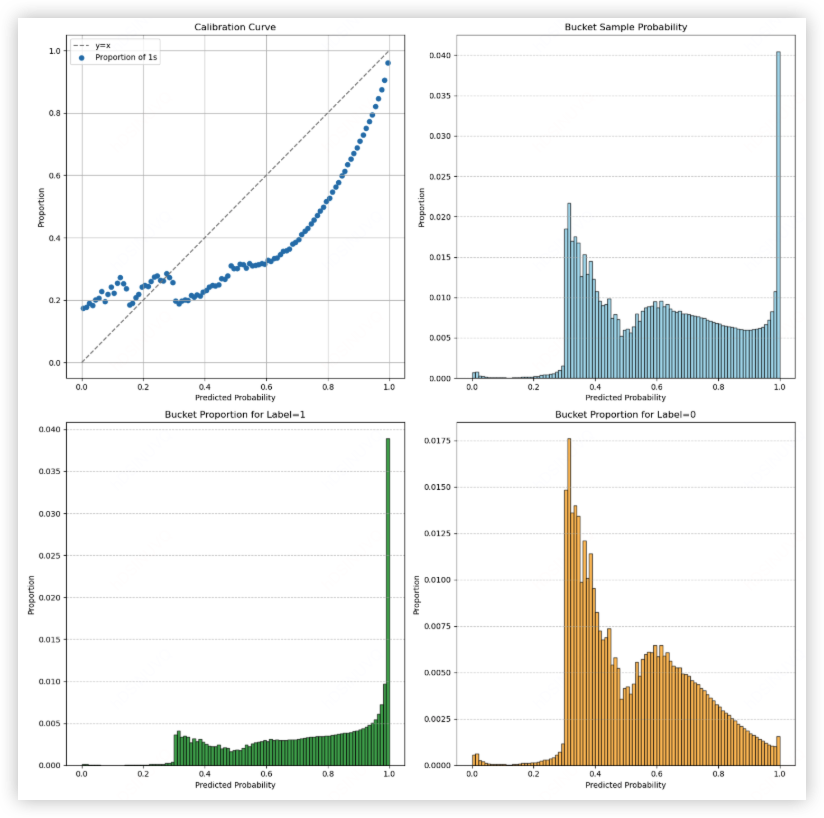 Calibration Curve
y=x
Proportion of 1s
1.0
0.8
0.6
0.4
0.2
0.0
Proportion
0.0 0.2 0.4 0.6 0.8 1.0
Predicted Probability
Bucket Sample Probability
0.040
0.035
0.030
0.025
0.020
0.015
0.010
0.005
0.000
Proportion
0.0 0.2 0.4 0.6 0.8 1.0
Predicted Probability
Bucket Proportion for Label=1
0.040
0.035
0.030
0.025
0.020
0.015
0.010
0.005
0.000
Proportion
0.0 0.2 0.4 0.6 0.8 1.0
Predicted Probability
Bucket Proportion for Label=0
0.0175
0.0150
0.0125
0.0100
0.0075
0.0050
0.0025
0.0000
Proportion
0.0 0.2 0.4 0.6 0.8 1.0
Predicted Probability